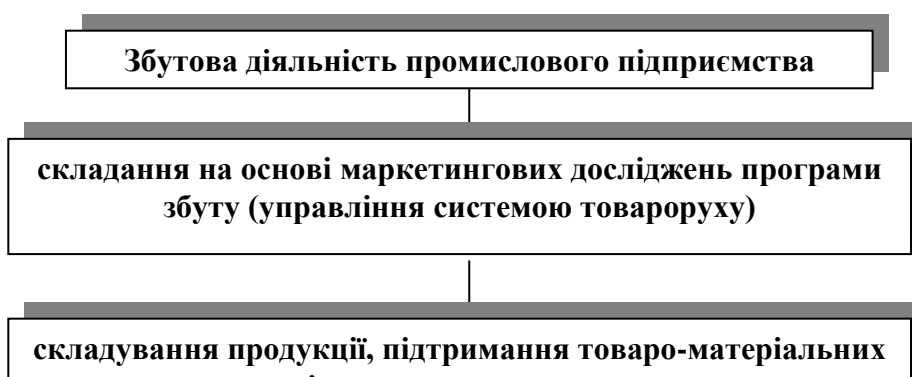 Збутова діяльність промислового підприємства
складання на основі маркетингових досліджень програми
збуту (управління системою товароруху)
складування продукції, підтримання товаро-матеріальних